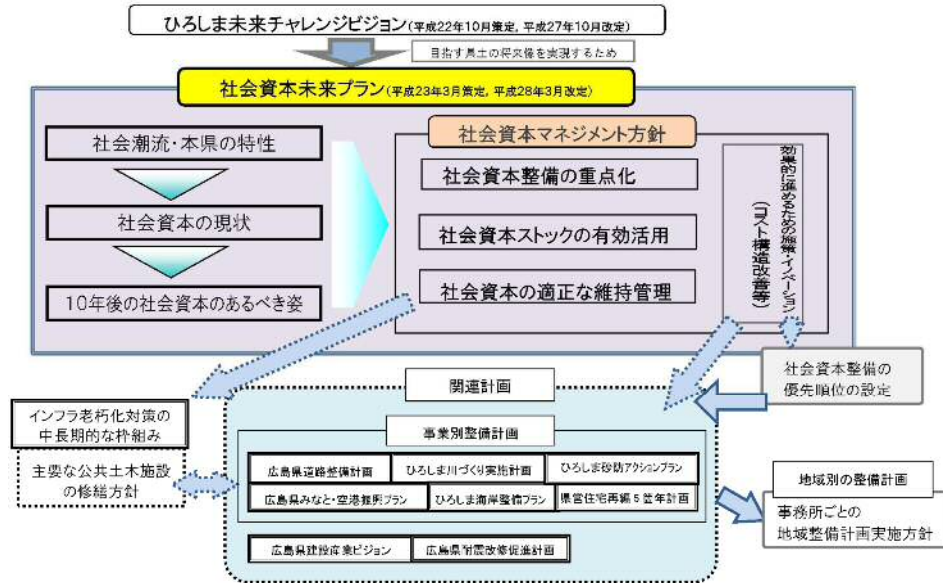 ひろしま未来チャレンジビジョン(平成22年10月策定, 平成27年10月改定)
目指す県土の将来像を実現するため
社会資本未来プラン(平成23年3月策定, 平成28年3月改定)
社会潮流・本県の特性
社会資本の現状
10年後の社会資本のあるべき姿
社会資本マネジメント方針
社会資本整備の重点化
社会資本ストックの有効活用
社会資本の適正な維持管理
効果的に進めるための施策・イノベーション
(コスト構造改善等)
社会資本整備の
優先順位の設定
関連計画
インフラ老朽化対策の
中長期的な枠組み
主要な公共土木施設
の修繕方針
事業別整備計画
広島県道路整備計画
ひろしま川づくり実施計画
ひろしま砂防アクションプラン
広島県みなと・空港振興プラン
ひろしま海岸整備プラン
県営住宅再編5箇年計画
広島県建設産業ビジョン
広島県耐震改修促進計画
地域別の整備計画
事務所ごとの
地域整備計画実施方針